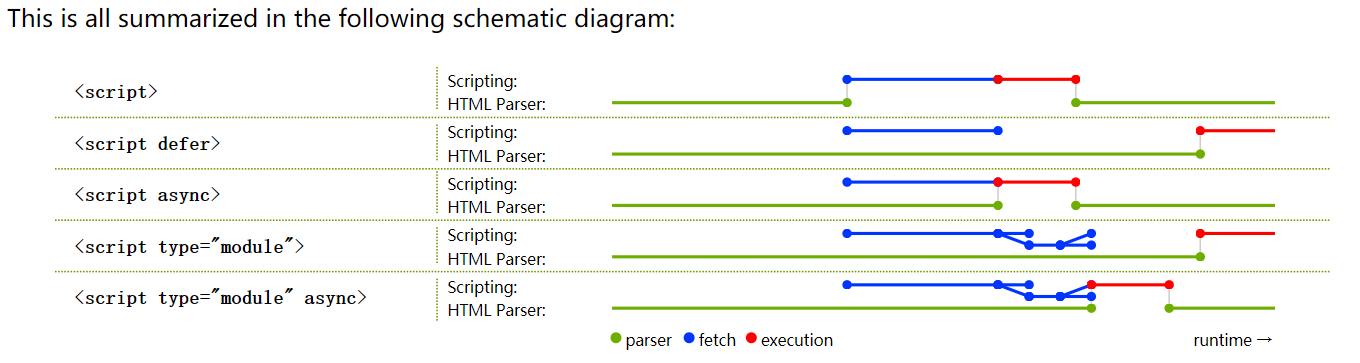 This is all summarized in the following schematic diagram:
<script>
Scripting:
HTML Parser:
<script defer>
Scripting:
HTML Parser:
<script async>
Scripting:
HTML Parser:
<script type="module">
Scripting:
HTML Parser:
<script type="module" async>
Scripting:
HTML Parser:
parser fetch execution runtime →